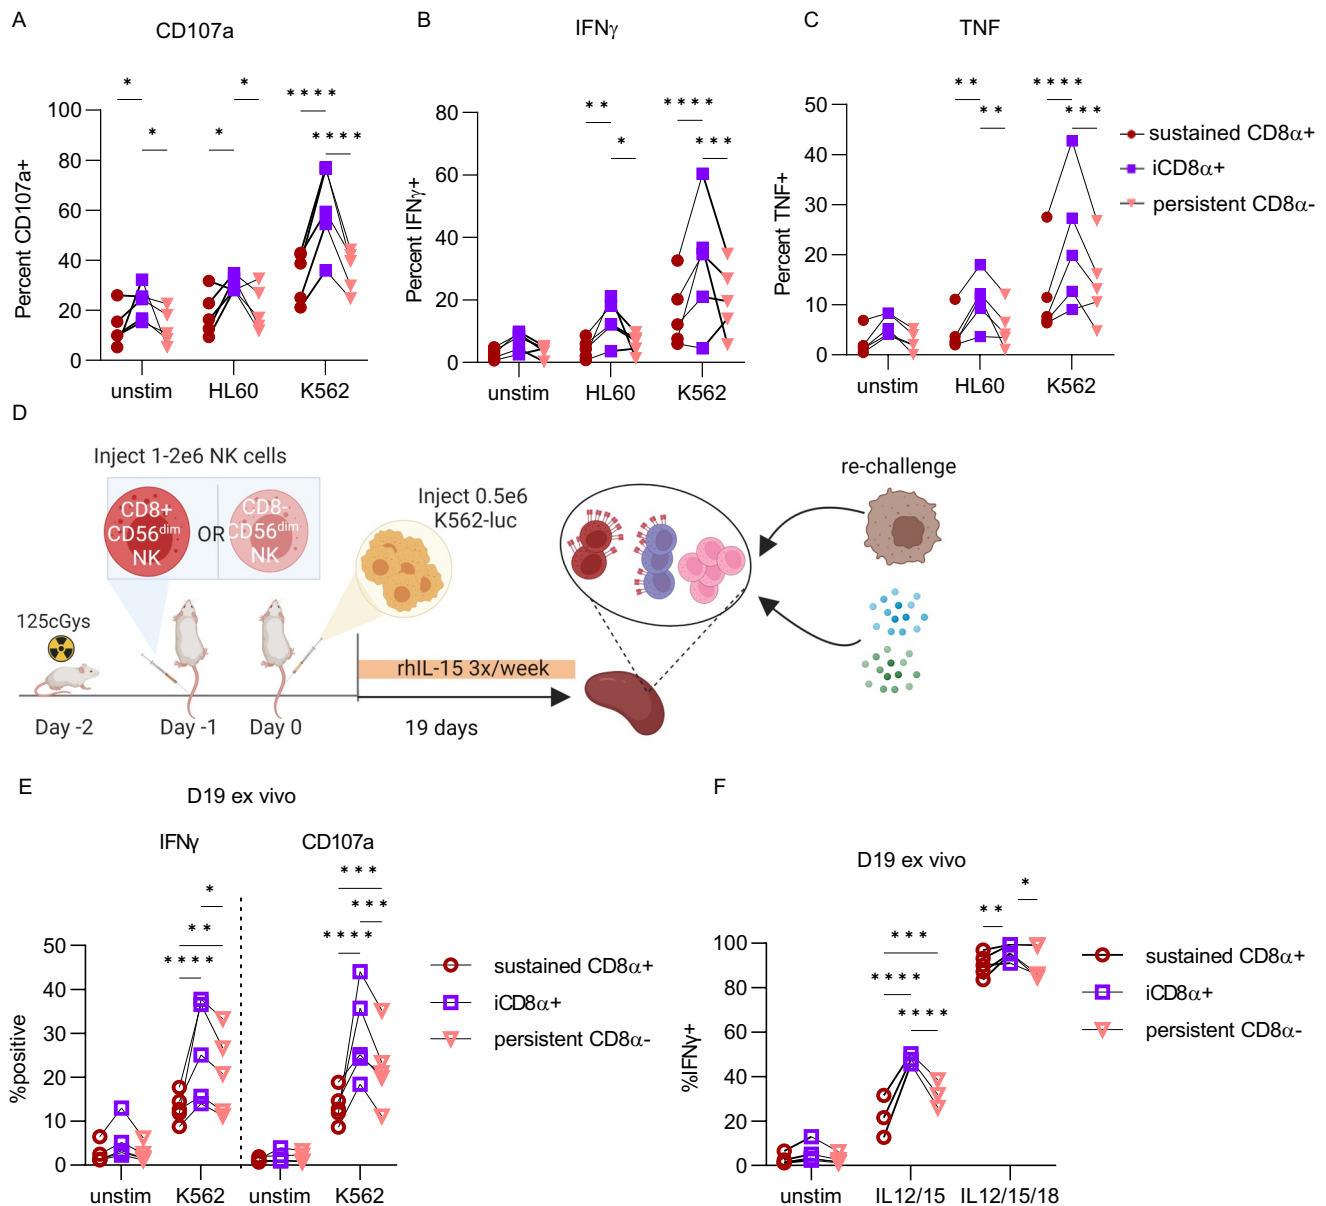 A
CD107a
Percent CD107a+
100
80
60
40
20
0
unstim
HL60
K562
*
*
*
*
****
****
B
IFNγ
Percent IFNγ+
80
60
40
20
0
unstim
HL60
K562
**
*
****
***
C
TNF
Percent TNF+
50
40
30
20
10
0
unstim
HL60
K562
**
**
****
***
sustained CD8α+
iCD8α+
persistent CD8α-
D
Inject 1-2e6 NK cells
CD8+
CD56dim
NK
OR
CD8-
CD56dim
NK
Inject 0.5e6
K562-luc
re-challenge
125cGys
rhIL-15 3x/week
Day -2
Day -1
Day 0
19 days
E
D19 ex vivo
IFNγ
CD107a
%positive
50
40
30
20
10
0
unstim
K562
unstim
K562
*
**
****
***
***
****
sustained CD8α+
iCD8α+
persistent CD8α-
F
D19 ex vivo
%IFNγ+
100
80
60
40
20
0
unstim
IL12/15
IL12/15/18
***
****
****
*
**
sustained CD8α+
iCD8α+
persistent CD8α-